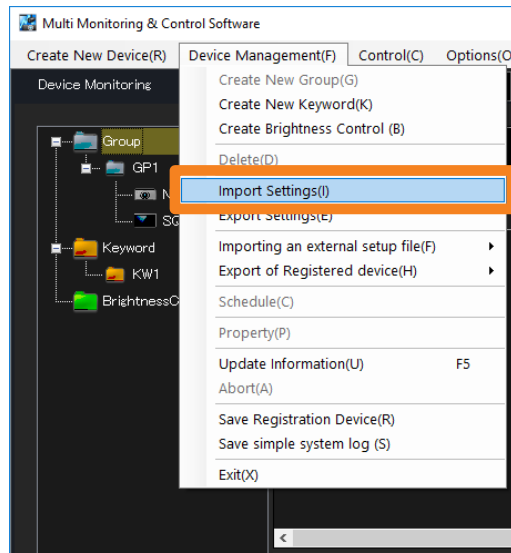 Multi Monitoring & Control Software
Create New Device(R) Device Management(F) Control(C) Options(O
Device Monitoring
Create New Group(G)
Create New Keyword(K)
Create Brightness Control (B)
Delete(D)
Import Settings(I)
Export Settings(E)
Importing an external setup file(F)
Export of Registered device(H)
Schedule(C)
Property(P)
Update Information(U) F5
Abort(A)
Save Registration Device(R)
Save simple system log (S)
Exit(X)
Group
GP1
N
SQ
Keyword
KW1
BrightnessC